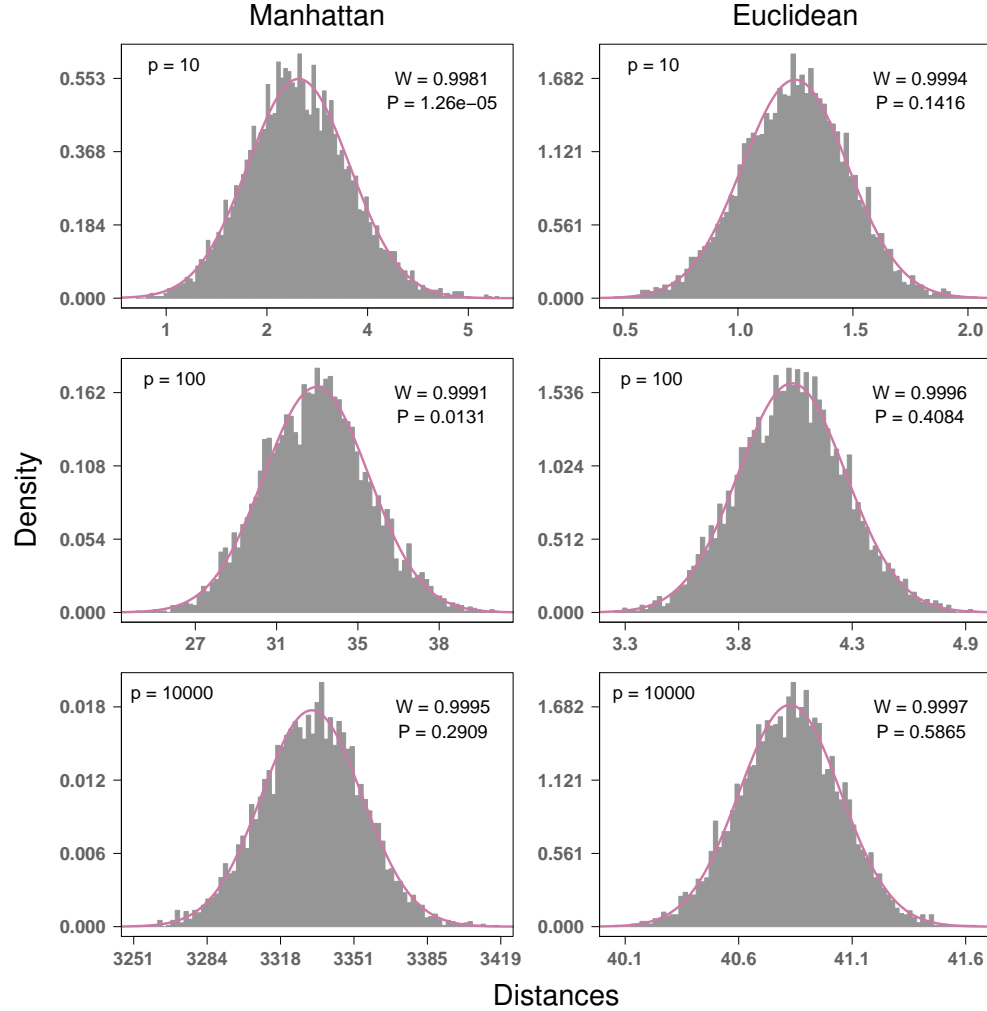 Manhattan
Euclidean
p = 10
W = 0.9981
P = 1.26e−05
0.553
0.368
0.184
0.000
1
2
4
5
p = 10
W = 0.9994
P = 0.1416
1.682
1.121
0.561
0.000
0.5
1.0
1.5
2.0
p = 100
W = 0.9991
P = 0.0131
0.162
0.108
0.054
0.000
27
31
35
38
p = 100
W = 0.9996
P = 0.4084
1.536
1.024
0.512
0.000
3.3
3.8
4.3
4.9
Density
p = 10000
W = 0.9995
P = 0.2909
0.018
0.012
0.006
0.000
3251
3284
3318
3351
3385
3419
p = 10000
W = 0.9997
P = 0.5865
1.682
1.121
0.561
0.000
40.1
40.6
41.1
41.6
Distances